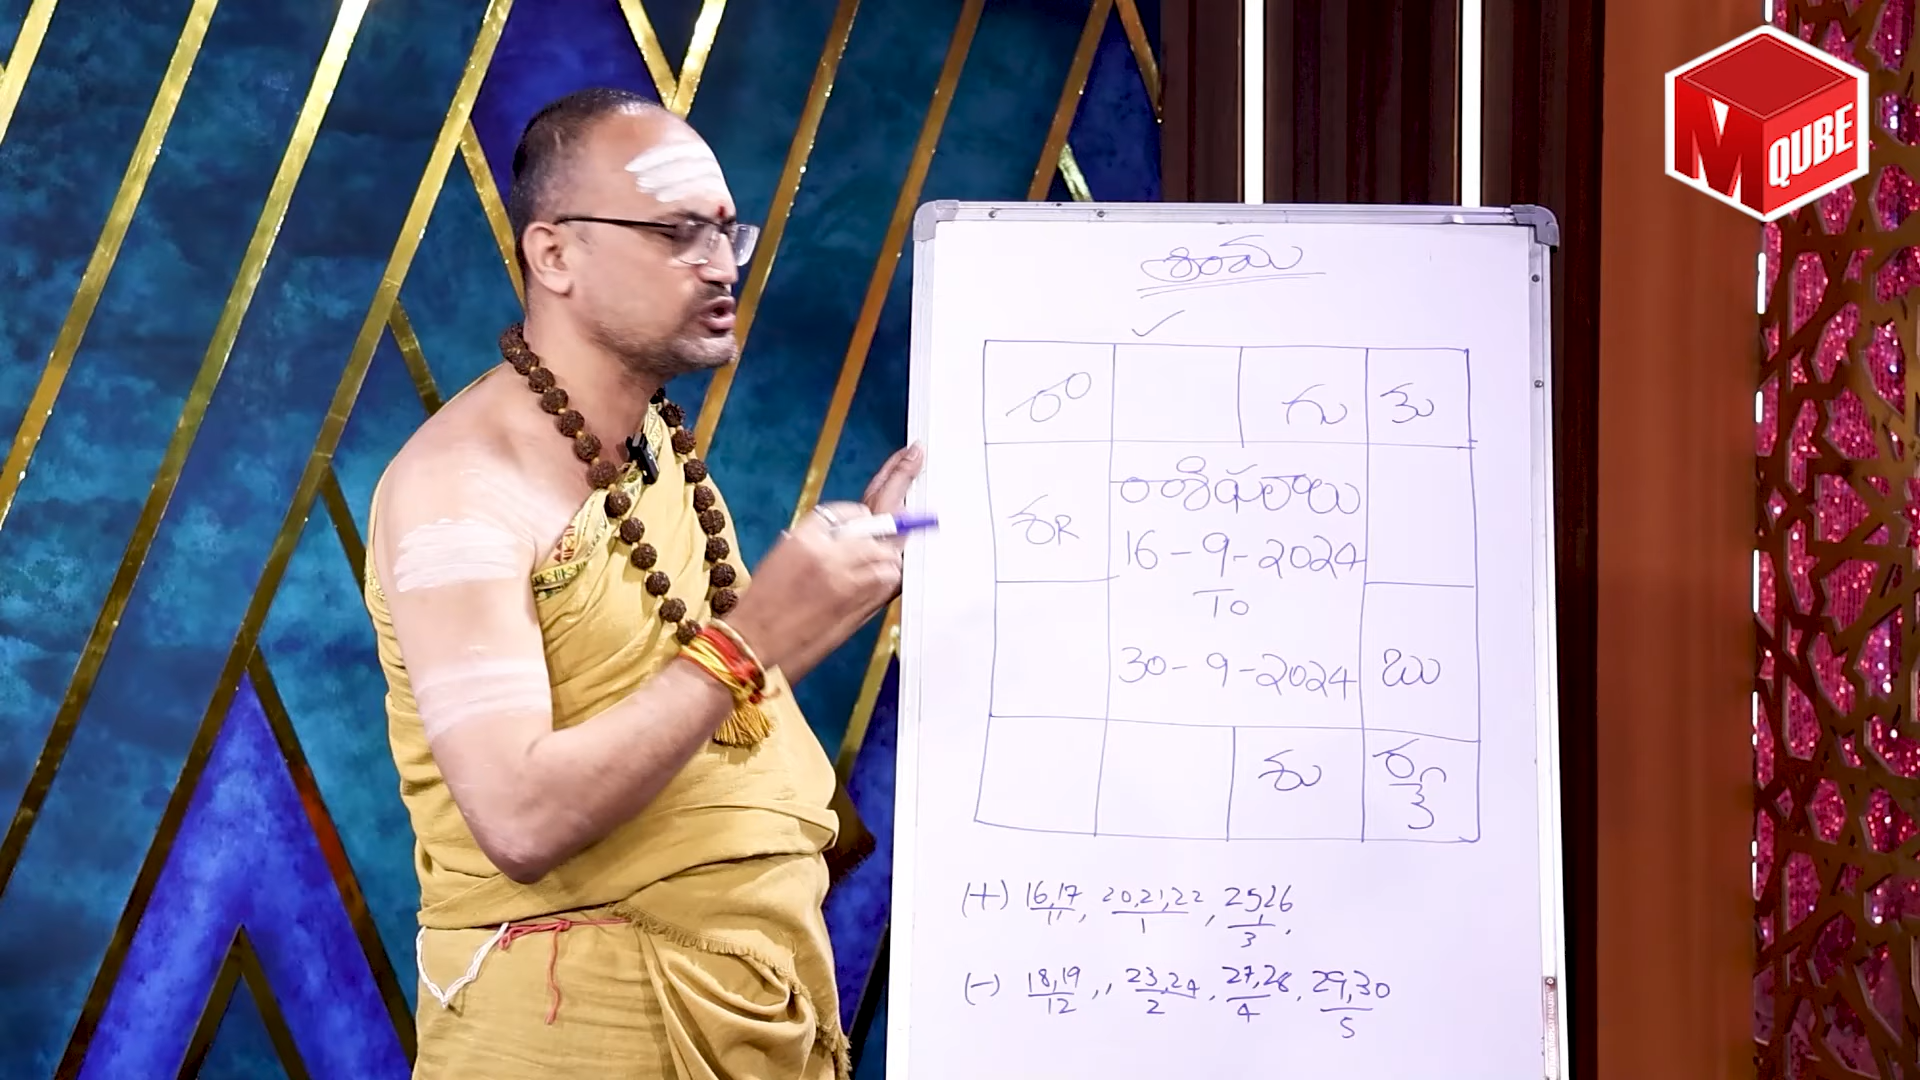 M QUBE
శ్రీరామ
రా గు కు
రాశిఫలాలు
శR
16-9-2024
To
30-9-2024 బు
శు ర/కే
(+) 16,17/11, 20,21,22/1, 25,26/3,
(-) 18,19/12,, 23,24/2, 27,28/4, 29,30/5